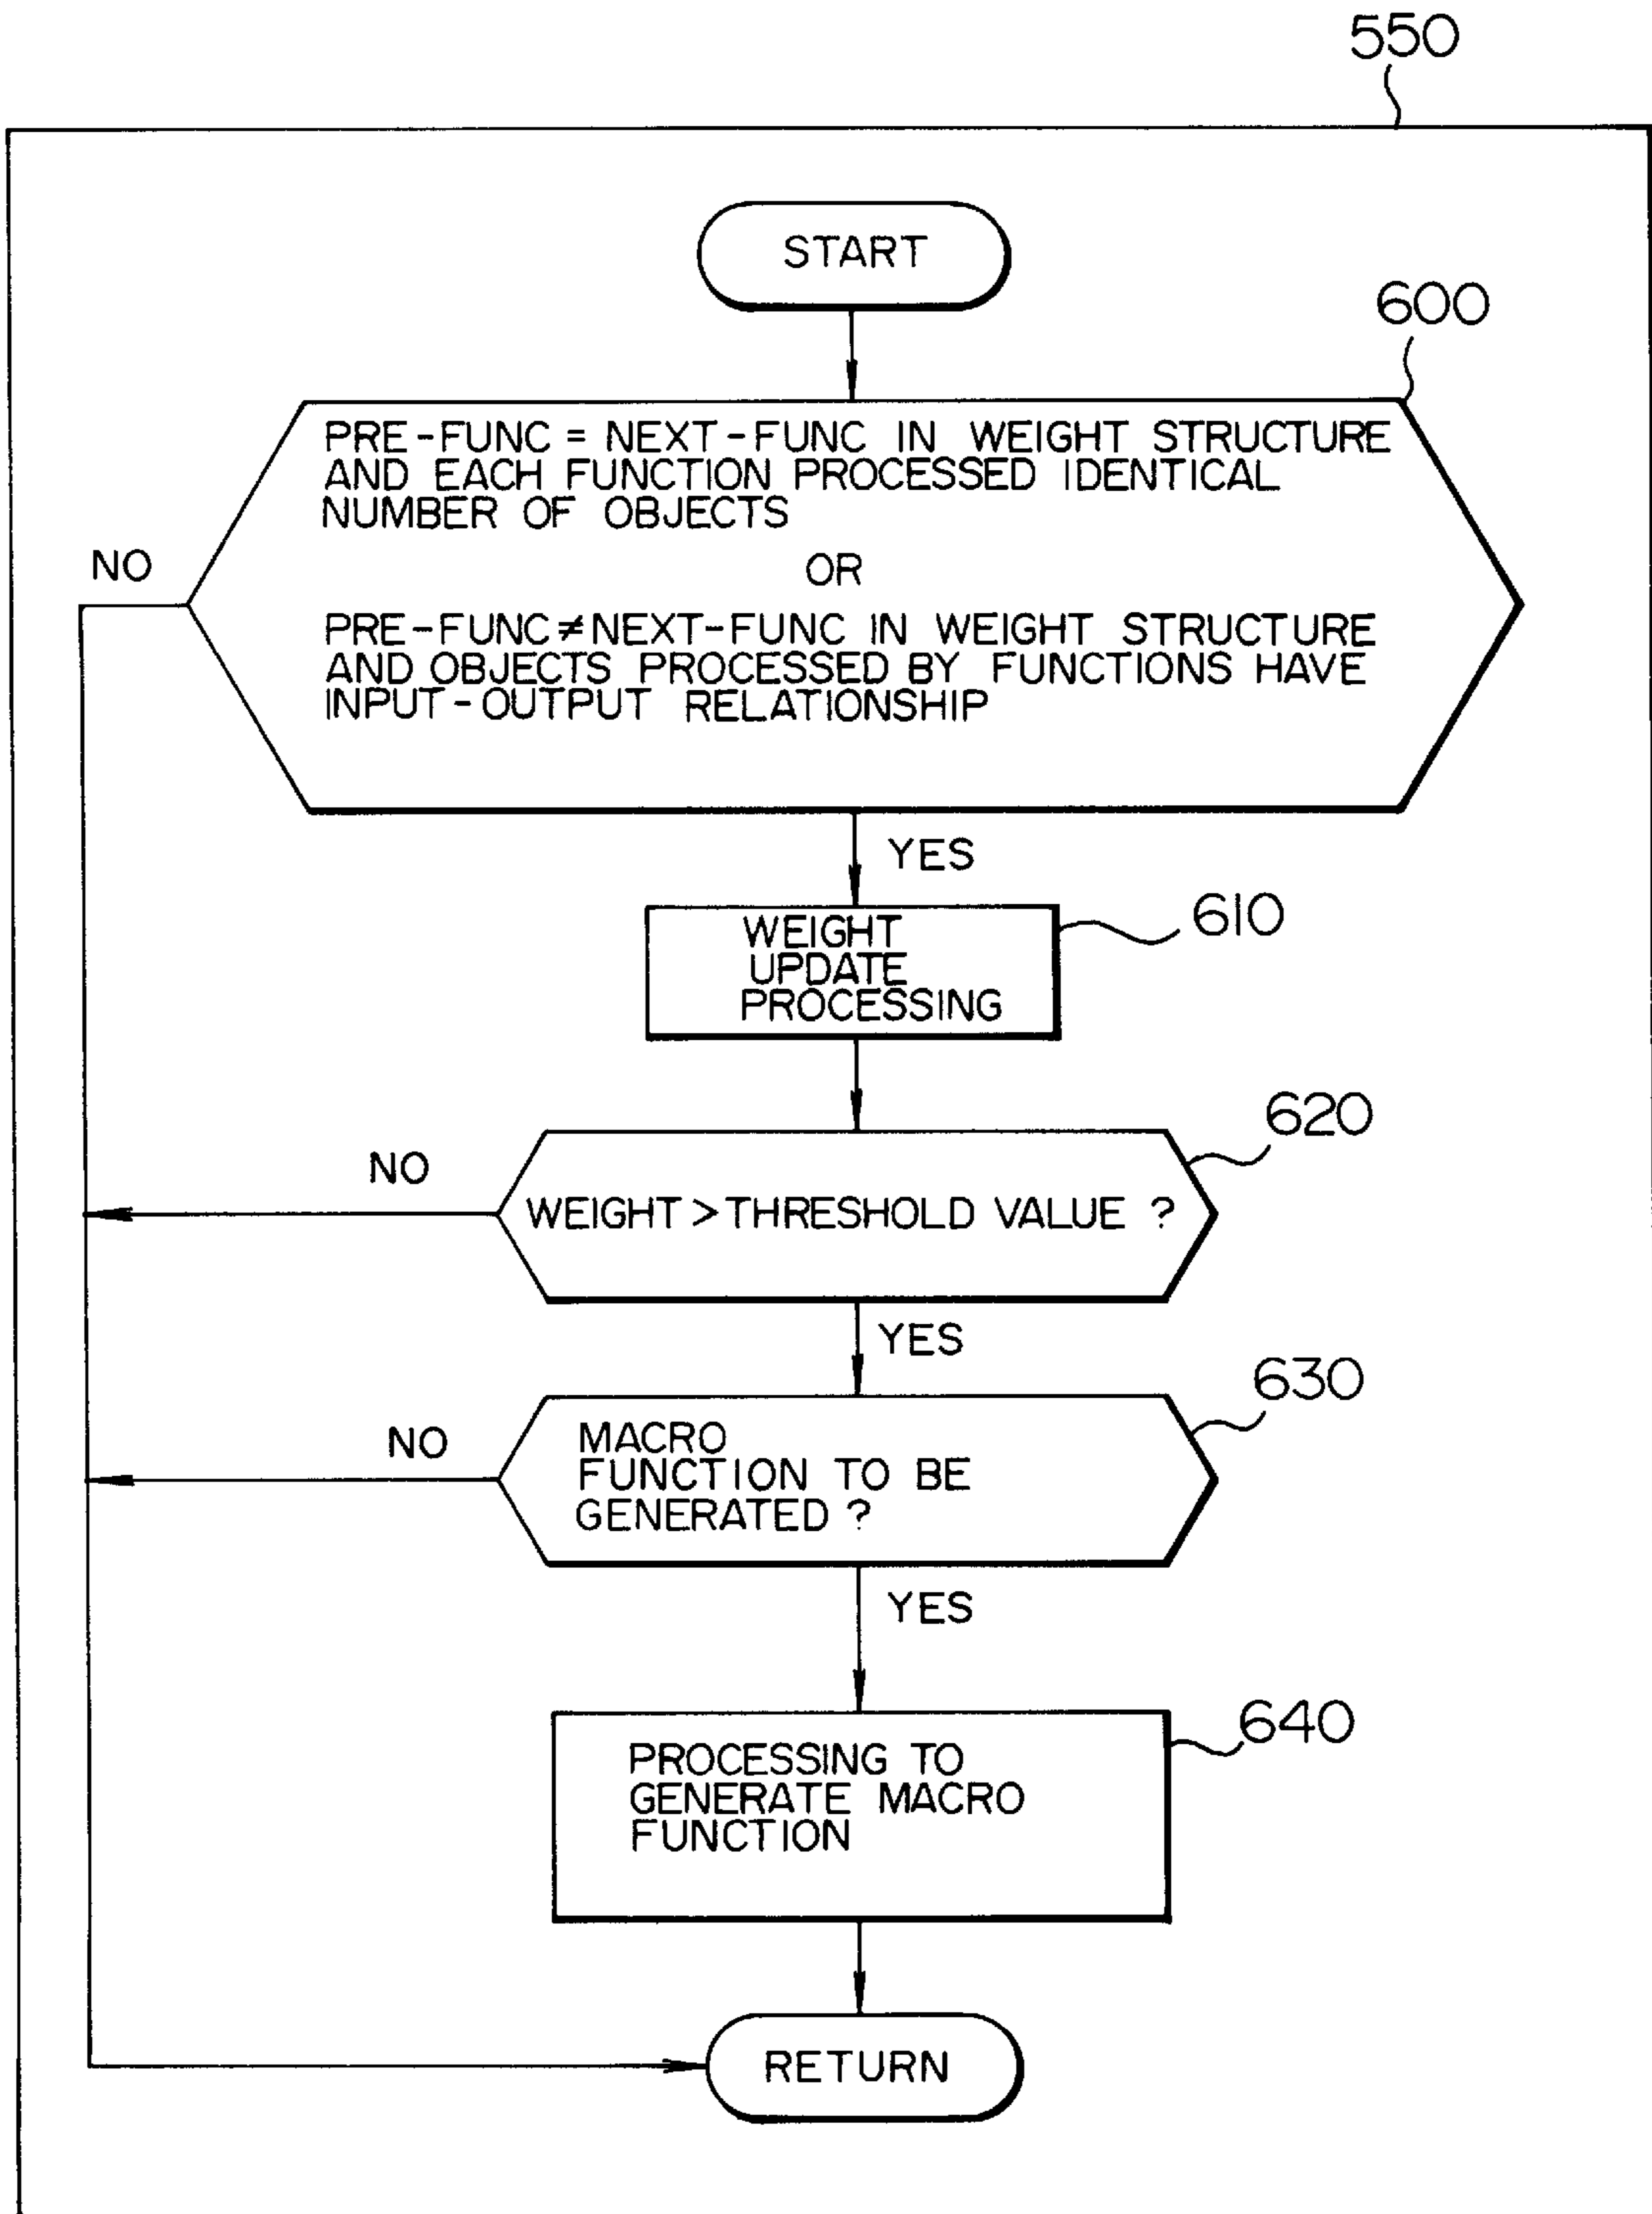 550
START
600
PRE-FUNC = NEXT-FUNC IN WEIGHT STRUCTURE
AND EACH FUNCTION PROCESSED IDENTICAL
NUMBER OF OBJECTS
NO
OR
PRE-FUNC≠NEXT-FUNC IN WEIGHT STRUCTURE
AND OBJECTS PROCESSED BY FUNCTIONS HAVE
INPUT-OUTPUT RELATIONSHIP
YES
610
WEIGHT
UPDATE
PROCESSING
620
NO
WEIGHT > THRESHOLD VALUE ?
YES
630
NO
MACRO
FUNCTION TO BE
GENERATED ?
YES
640
PROCESSING TO
GENERATE MACRO
FUNCTION
RETURN